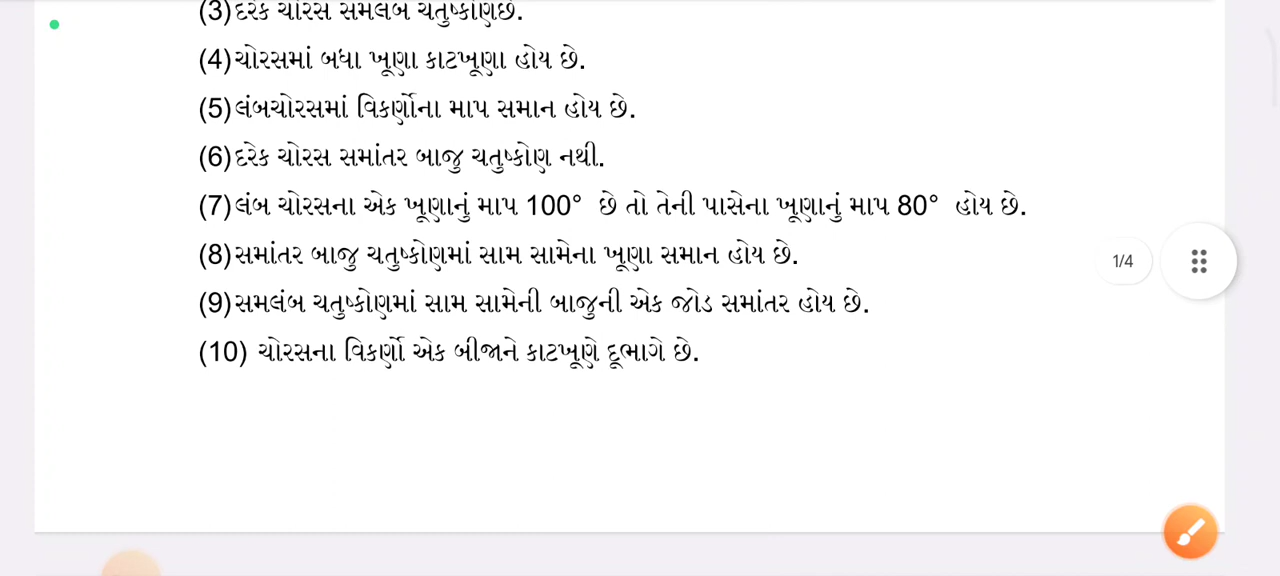 (3)દરેક ચોરસ સમલંબ ચતુષ્કોણછે.
(4)ચોરસમાં બધા ખૂણા કાટખૂણા હોય છે.
(5)લંબચોરસમાં વિકર્ણોના માપ સમાન હોય છે.
(6)દરેક ચોરસ સમાંતર બાજુ ચતુષ્કોણ નથી.
(7)લંબ ચોરસના એક ખૂણાનું માપ 100° છે તો તેની પાસેના ખૂણાનું માપ 80° હોય છે.
(8)સમાંતર બાજુ ચતુષ્કોણમાં સામ સામેના ખૂણા સમાન હોય છે.
1/4
(9)સમલંબ ચતુષ્કોણમાં સામ સામેની બાજુની એક જોડ સમાંતર હોય છે.
(10) ચોરસના વિકર્ણો એક બીજાને કાટખૂણે દૂભાગે છે.